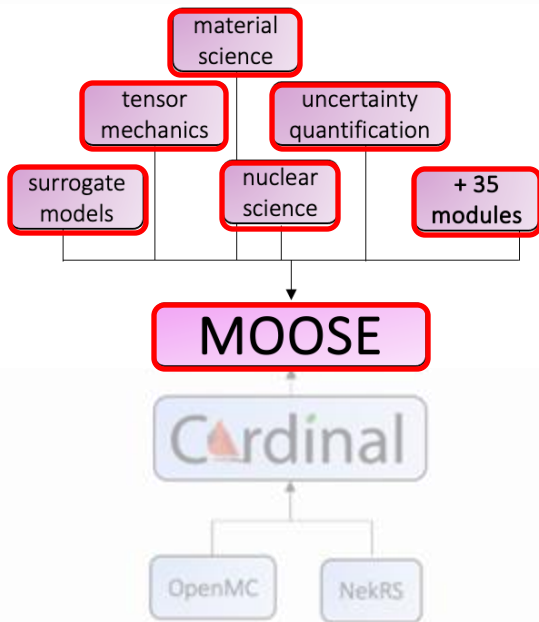 material
science
tensor
mechanics
uncertainty
quantification
surrogate
models
nuclear
science
+ 35
modules
MOOSE
Cardinal
OpenMC
NekRS